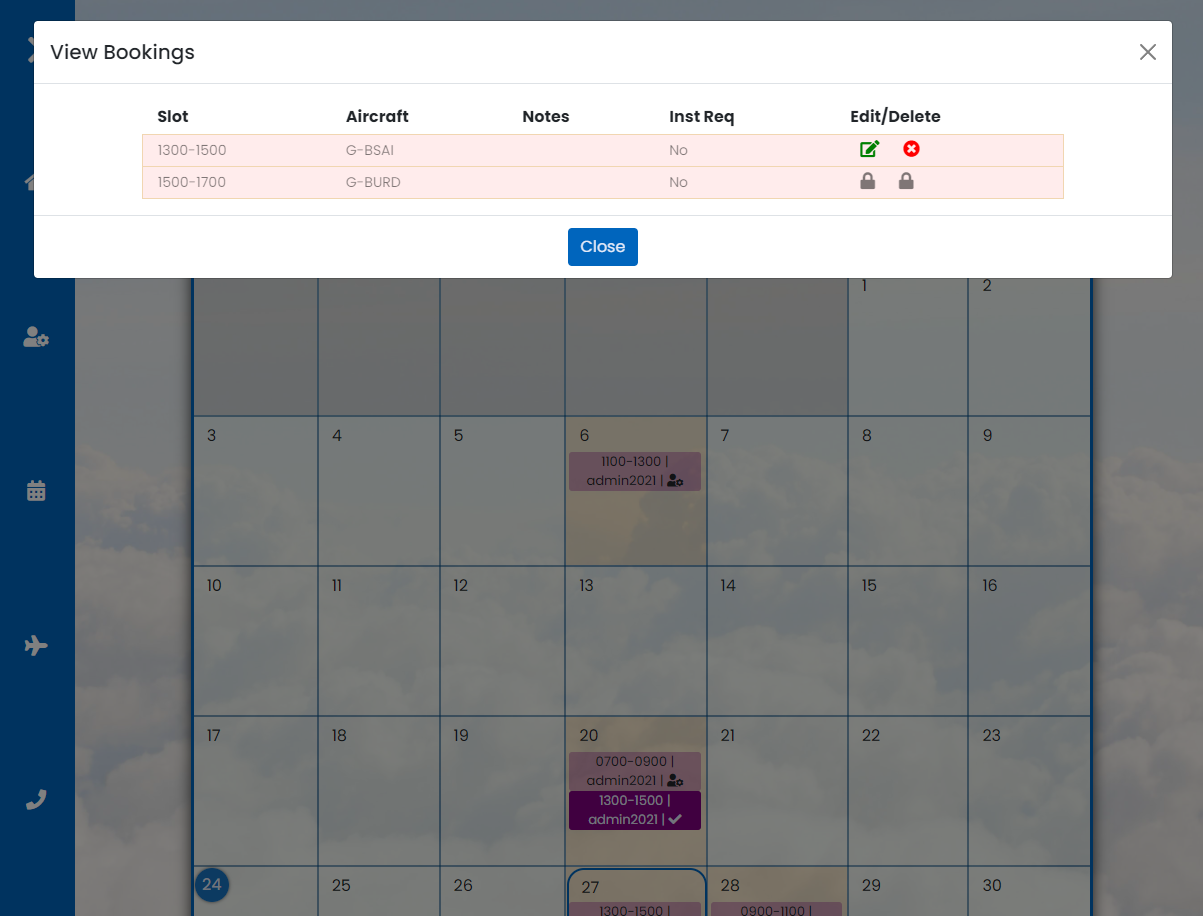 View Bookings
Slot Aircraft Notes Inst Req Edit/Delete
1300-1500 G-BSAI No
1500-1700 G-BURD No
Close
1 2
3 4 5 6 7 8 9
1100-1300 |
admin2021 |
10 11 12 13 14 15 16
17 18 19 20 21 22 23
0700-0900 |
admin2021 |
1300-1500 |
admin2021 |
24 25 26 27 28 29 30
1300-1500 | 0900-1100 |